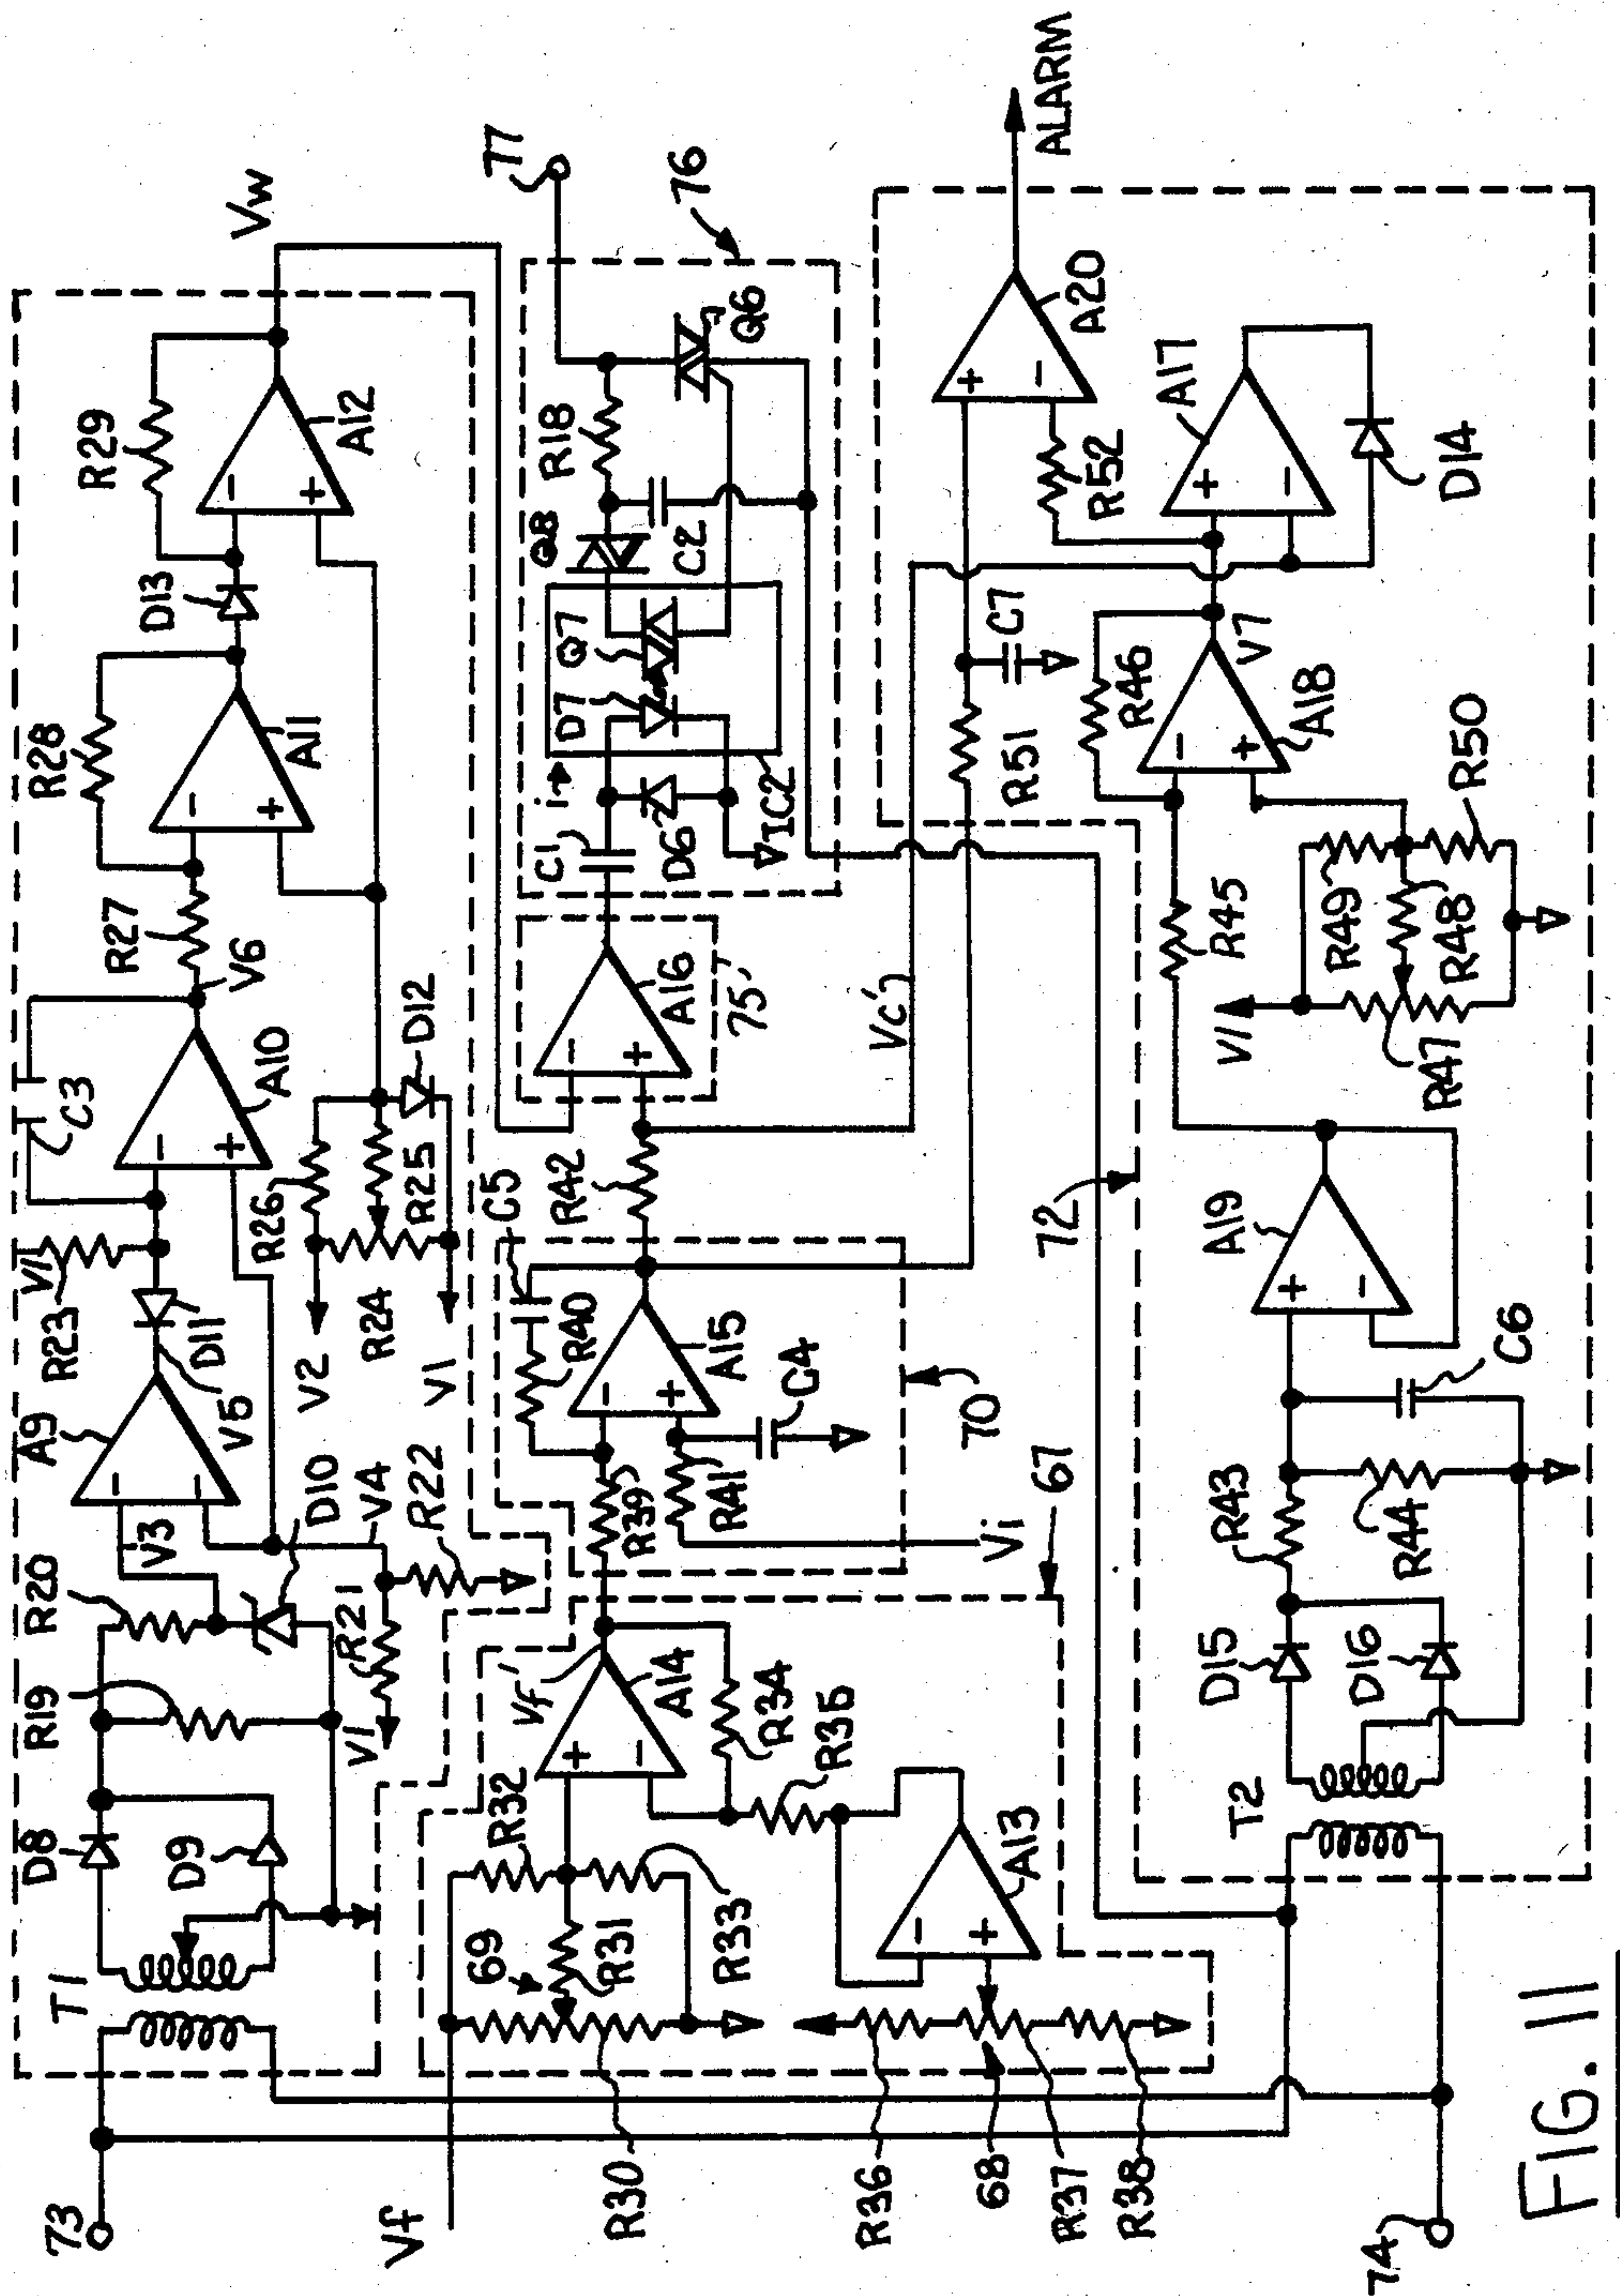 73
T1
D8
D9
R19
R20
V3
A9
V5
D11
R23
V1
C3
A10
V6
R27
R28
A11
D13
R29
A12
Vw
D10
V4
R21
V1
R22
V2
R24
V1
R26
R25
D12
Vf
R30
69
R31
R32
R33
Vf'
A14
R34
R35
A13
R36
68
R37
R38
67
R39
R41
Vi
R40
C5
A15
C4
70
R42
A16
75'
Vc'
C1
i
D6
D7
Q7
IC2
Q8
C2
R18
Q6
76
77
72
T2
D15
D16
R43
R44
C6
A19
R45
V1
R47
R48
R49
R50
R46
A18
V7
R51
C7
R52
A17
D14
A20
ALARM
74
FIG. 11